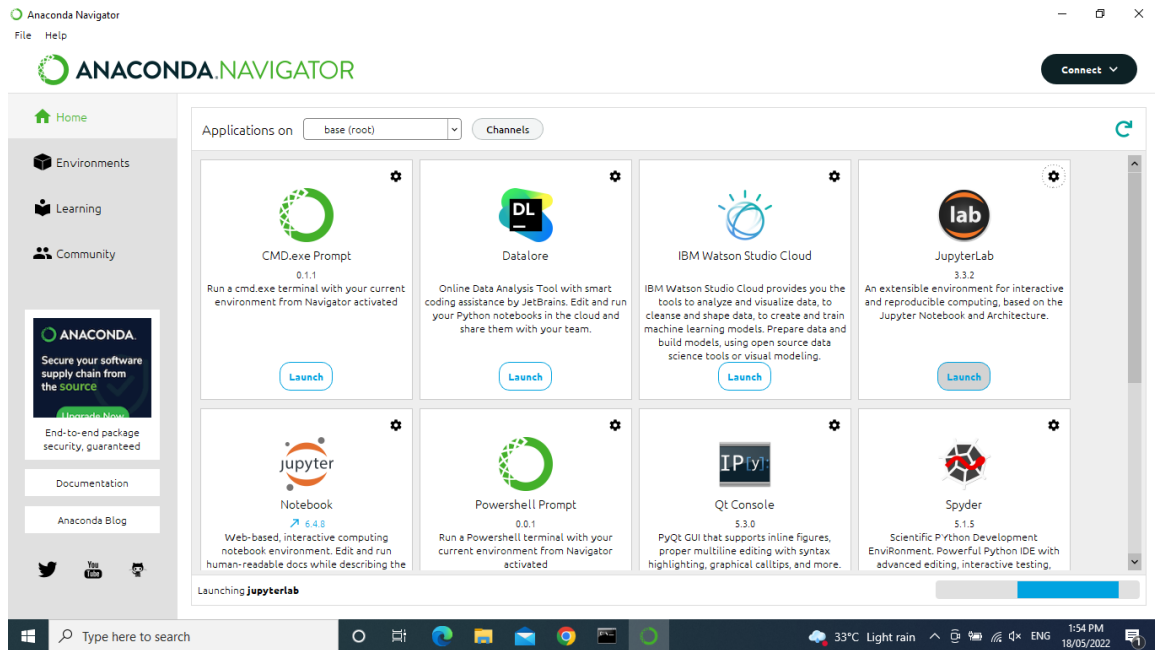 Anaconda Navigator
File Help
ANACONDA.NAVIGATOR
Connect
Home
Environments
Learning
Community
ANACONDA.
Secure your software
supply chain from
the source
Upgrade Now
End-to-end package
security, guaranteed
Documentation
Anaconda Blog
You
Tube
Applications on base (root) Channels
CMD.exe Prompt
0.1.1
Run a cmd.exe terminal with your current
environment from Navigator activated
Launch
DL
Datalore
Online Data Analysis Tool with smart
coding assistance by JetBrains. Edit and run
your Python notebooks in the cloud and
share them with your team.
Launch
IBM Watson Studio Cloud
IBM Watson Studio Cloud provides you the
tools to analyze and visualize data, to
cleanse and shape data, to create and train
machine learning models. Prepare data and
build models, using open source data
science tools or visual modeling.
Launch
lab
JupyterLab
3.3.2
An extensible environment for interactive
and reproducible computing, based on the
Jupyter Notebook and Architecture.
Launch
jupyter
Notebook
6.4.8
Web-based, interactive computing
notebook environment. Edit and run
human-readable docs while describing the
Powershell Prompt
0.0.1
Run a Powershell terminal with your
current environment from Navigator
activated
IP[y]:
Qt Console
5.3.0
PyQt GUI that supports inline figures,
proper multiline editing with syntax
highlighting, graphical calltips, and more.
Spyder
5.1.5
Scientific PYthon Development
EnviRonment. Powerful Python IDE with
advanced editing, interactive testing,
Launching jupyterlab
Type here to search
33°C Light rain
ENG
1:54 PM
18/05/2022
1